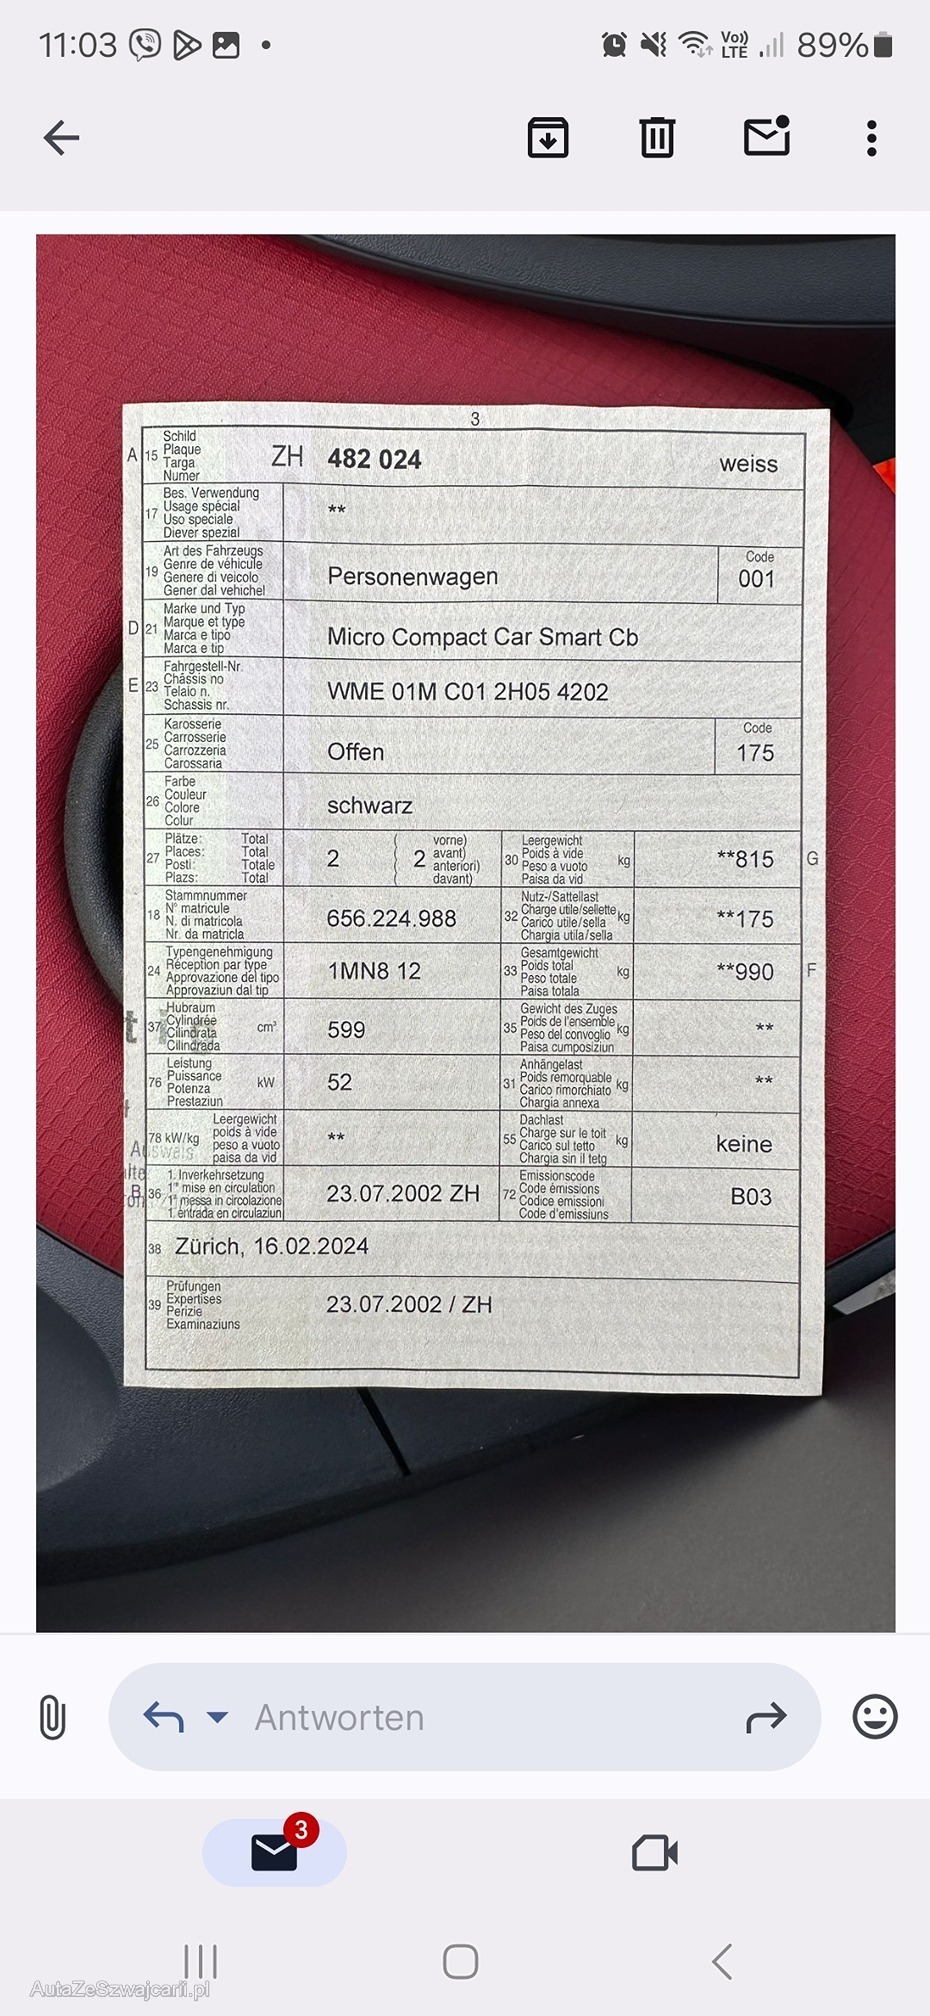 11:03
Vo))
LTE
89%
3
A 15 Schild
Plaque
Targa
Numer
ZH 482 024 weiss
17 Bes. Verwendung
Usage spécial
Uso speciale
Diever spezial
**
19 Art des Fahrzeugs
Genre de véhicule
Genere di veicolo
Gener dal vehichel
Personenwagen
Code
001
D 21 Marke und Typ
Marque et type
Marca e tipo
Marca e tip
Micro Compact Car Smart Cb
E 23 Fahrgestell-Nr.
Châssis no
Telaio n.
Schassis nr.
WME 01M C01 2H05 4202
25 Karosserie
Carrosserie
Carrozzeria
Carossaria
Offen
Code
175
26 Farbe
Couleur
Colore
Colur
schwarz
27 Plätze: Total
Places: Total
Posti: Totale
Plazs: Total
2 ( 2 vorne)
avant)
anteriori)
( davant)
30 Leergewicht
Poids à vide
Peso a vuoto
Paisa da vid
kg
**815 G
18 Stammnummer
N° matricule
N. di matricola
Nr. da matricla
656.224.988
32 Nutz-/Sattellast
Charge utile/sellette
Carico utile/sella
Chargia utila/sella
kg
**175
24 Typengenehmigung
Réception par type
Approvazione del tipo
Approvaziun dal tip
1MN8 12
33 Gesamtgewicht
Poids total
Peso totale
Paisa totala
kg
**990 F
37 Hubraum
Cylindrée
Cilindrata
Cilindrada
cm³
599
35 Gewicht des Zuges
Poids de l'ensemble
Peso del convoglio
Paisa cumposiziun
kg
**
76 Leistung
Puissance
Potenza
Prestaziun
kW
52
31 Anhängelast
Poids remorquable
Carico rimorchiato
Chargia annexa
kg
**
78 kW/kg Leergewicht
poids à vide
peso a vuoto
paisa da vid
**
55 Dachlast
Charge sur le toit
Carico sul tetto
Chargia sin il tetg
kg
keine
B 36 1. Inverkehrsetzung
1re mise en circulation
1a messa in circolazione
1. entrada en circulaziun
23.07.2002 ZH
72 Emissionscode
Code émissions
Codice emissioni
Code d'emissiuns
B03
38 Zürich, 16.02.2024
39 Prüfungen
Expertises
Perizie
Examinaziuns
23.07.2002 / ZH
Antworten
3
AutaZeSzwajcarii.pl